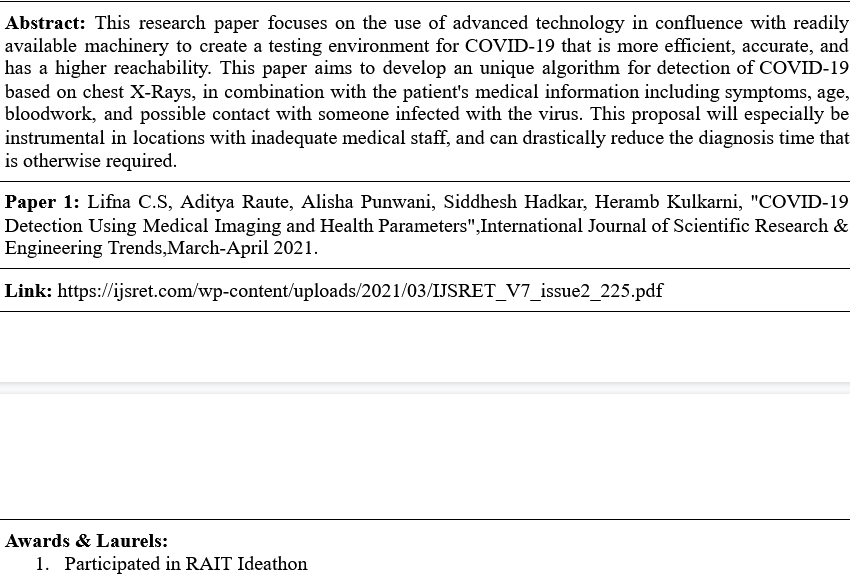 Abstract: This research paper focuses on the use of advanced technology in confluence with readily
available machinery to create a testing environment for COVID-19 that is more efficient, accurate, and
has a higher reachability. This paper aims to develop an unique algorithm for detection of COVID-19
based on chest X-Rays, in combination with the patient's medical information including symptoms, age,
bloodwork, and possible contact with someone infected with the virus. This proposal will especially be
instrumental in locations with inadequate medical staff, and can drastically reduce the diagnosis time that
is otherwise required.
Paper 1: Lifna C.S, Aditya Raute, Alisha Punwani, Siddhesh Hadkar, Heramb Kulkarni, "COVID-19
Detection Using Medical Imaging and Health Parameters",International Journal of Scientific Research &
Engineering Trends,March-April 2021.
Link: https://ijsret.com/wp-content/uploads/2021/03/IJSRET_V7_issue2_225.pdf
Awards & Laurels:
1. Participated in RAIT Ideathon